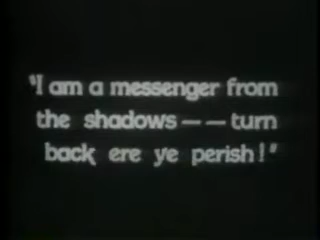 "I am a messenger from
the shadows — — turn
back ere ye perish!"